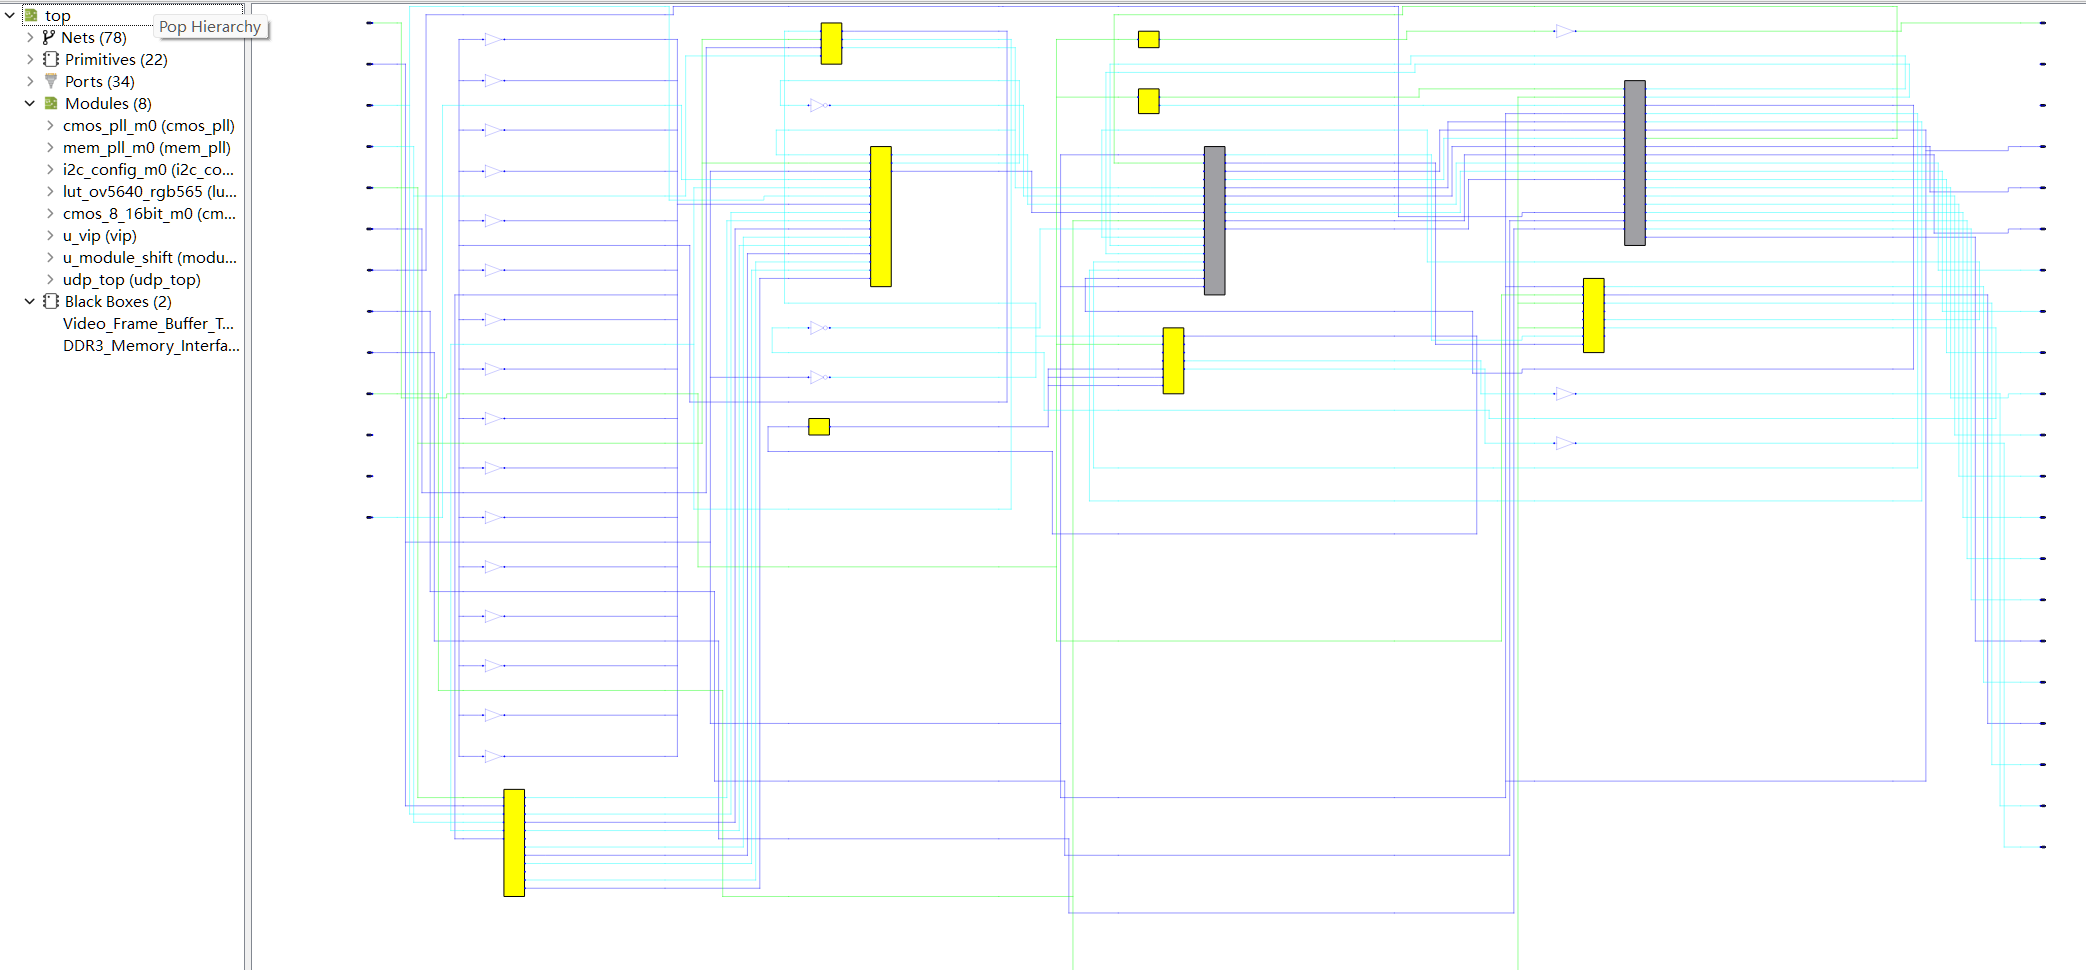 top
Pop Hierarchy
Nets (78)
Primitives (22)
Ports (34)
Modules (8)
cmos_pll_m0 (cmos_pll)
mem_pll_m0 (mem_pll)
i2c_config_m0 (i2c_co...
lut_ov5640_rgb565 (lu...
cmos_8_16bit_m0 (cm...
u_vip (vip)
u_module_shift (modu...
udp_top (udp_top)
Black Boxes (2)
Video_Frame_Buffer_T...
DDR3_Memory_Interfa...